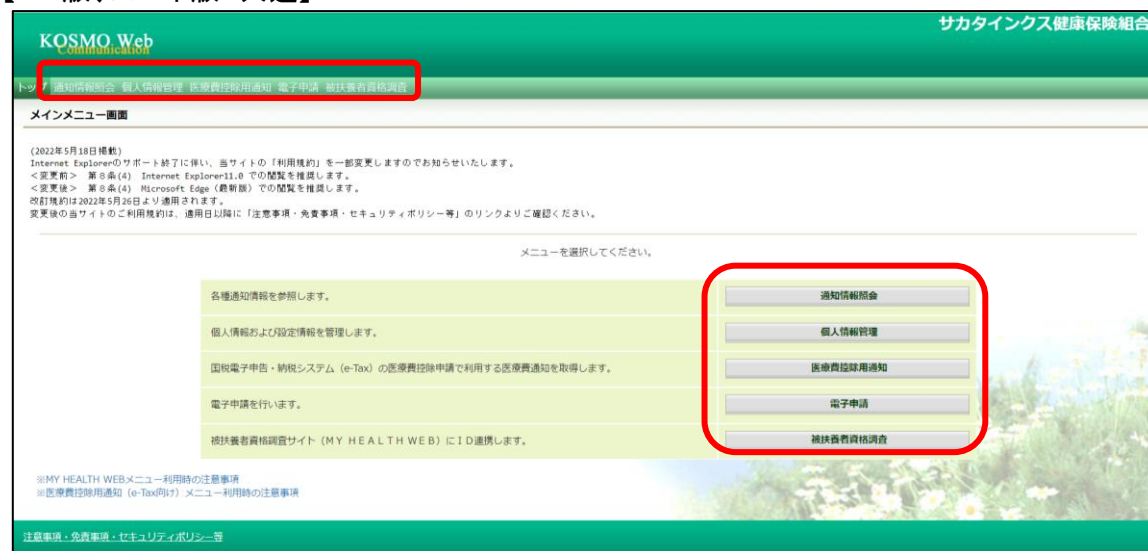 サカタインクス健康保険組合
KOSMO Web
Communication
トップ 通知情報照会 個人情報管理 医療費控除用通知 電子申請 被扶養者資格調査
メインメニュー画面
(2022年5月18日掲載)
Internet Explorerのサポート終了に伴い、当サイトの「利用規約」を一部変更しますのでお知らせいたします。
<変更前> 第8条(4) Internet Explorer11.0 での閲覧を推奨します。
<変更後> 第8条(4) Microsoft Edge(最新版)での閲覧を推奨します。
改訂規約は2022年5月26日より適用されます。
変更後の当サイトのご利用規約は、適用日以降に「注意事項・免責事項・セキュリティポリシー等」のリンクよりご確認ください。
メニューを選択してください。
各種通知情報を参照します。 通知情報照会
個人情報および設定情報を管理します。 個人情報管理
国税電子申告・納税システム(e-Tax)の医療費控除申請で利用する医療費通知を取得します。 医療費控除用通知
電子申請を行います。 電子申請
被扶養者資格調査サイト(MY HEALTH WEB)にID連携します。 被扶養者資格調査
※MY HEALTH WEBメニュー利用時の注意事項
※医療費控除用通知(e-Tax向け)メニュー利用時の注意事項
注意事項・免責事項・セキュリティポリシー等